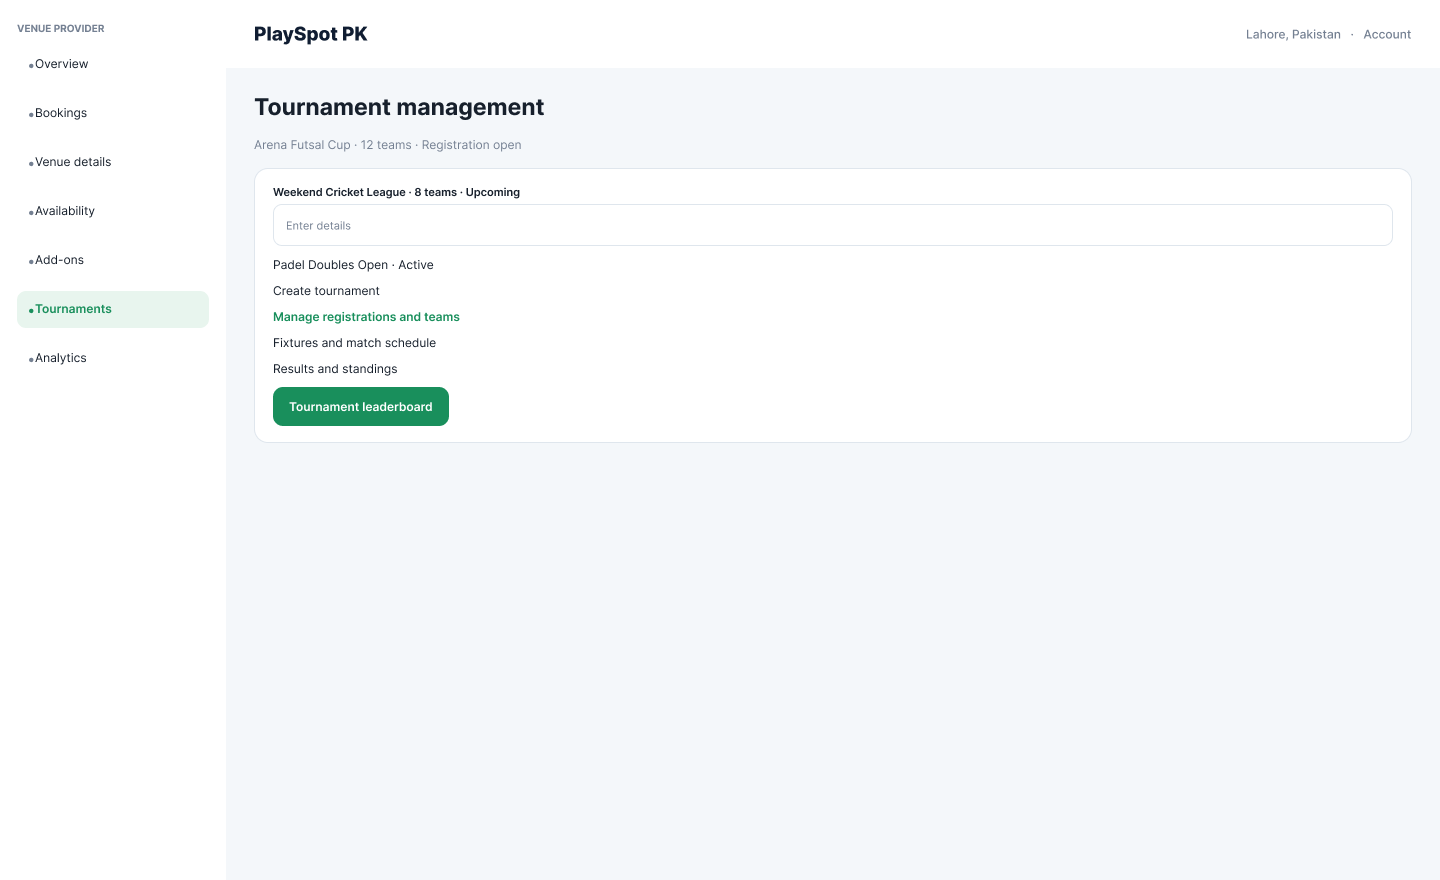 VENUE PROVIDER
Overview
Bookings
Venue details
Availability
Add-ons
Tournaments
Analytics
PlaySpot PK
Lahore, Pakistan · Account
Tournament management
Arena Futsal Cup · 12 teams · Registration open
Weekend Cricket League · 8 teams · Upcoming
Enter details
Padel Doubles Open · Active
Create tournament
Manage registrations and teams
Fixtures and match schedule
Results and standings
Tournament leaderboard